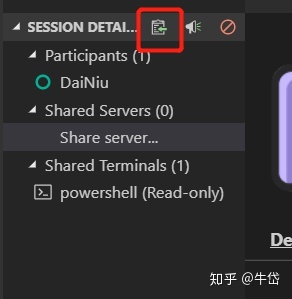 SESSION DETAI...
Participants (1)
DaiNiu
Shared Servers (0)
Share server...
Shared Terminals (1)
powershell (Read-only)
De
知乎 @牛岱